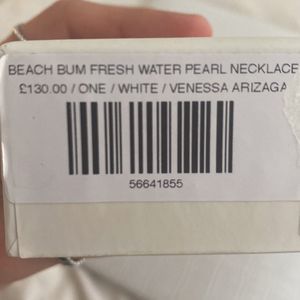 BEACH BUM FRESH WATER PEARL NECKLACE
£130.00 / ONE / WHITE / VENESSA ARIZAGA
56641855